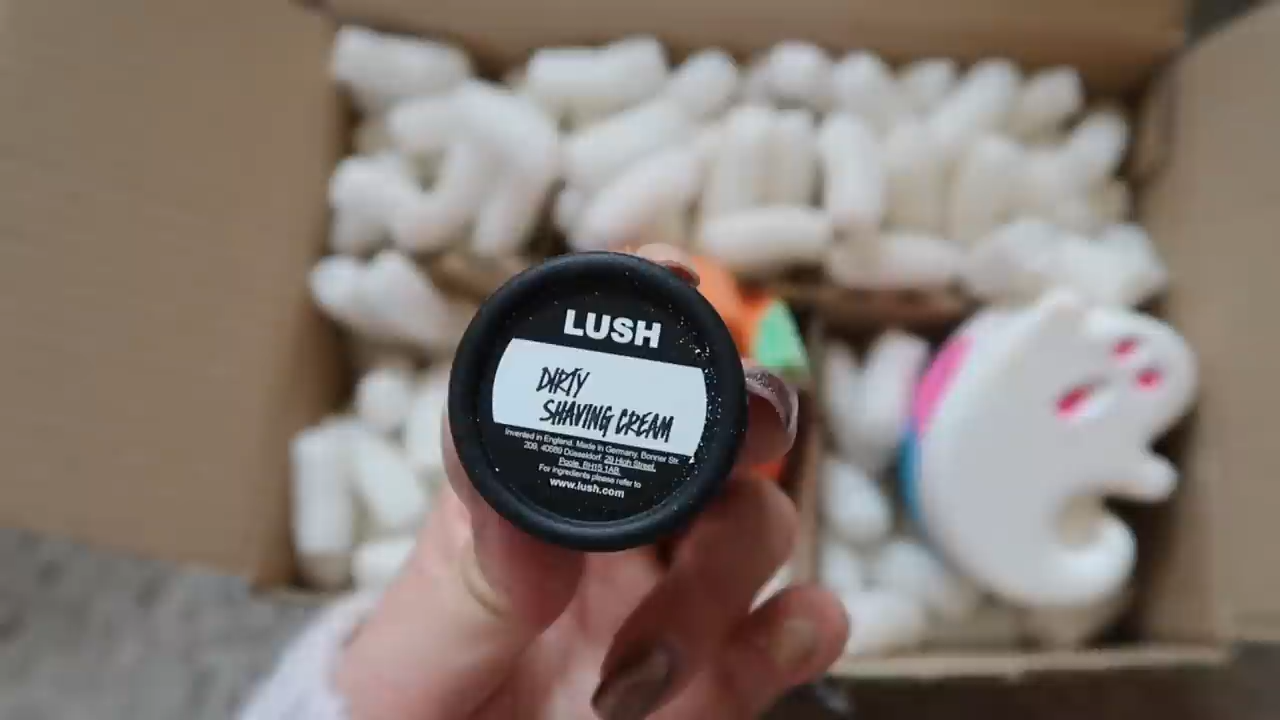 LUSH
DIRTY
SHAVING CREAM
Invented in England. Made in Germany. Bonner Str.
209, 40589 Düesseldorf. 29 High Street,
Poole, BH15 1AB.
For ingredients please refer to
www.lush.com